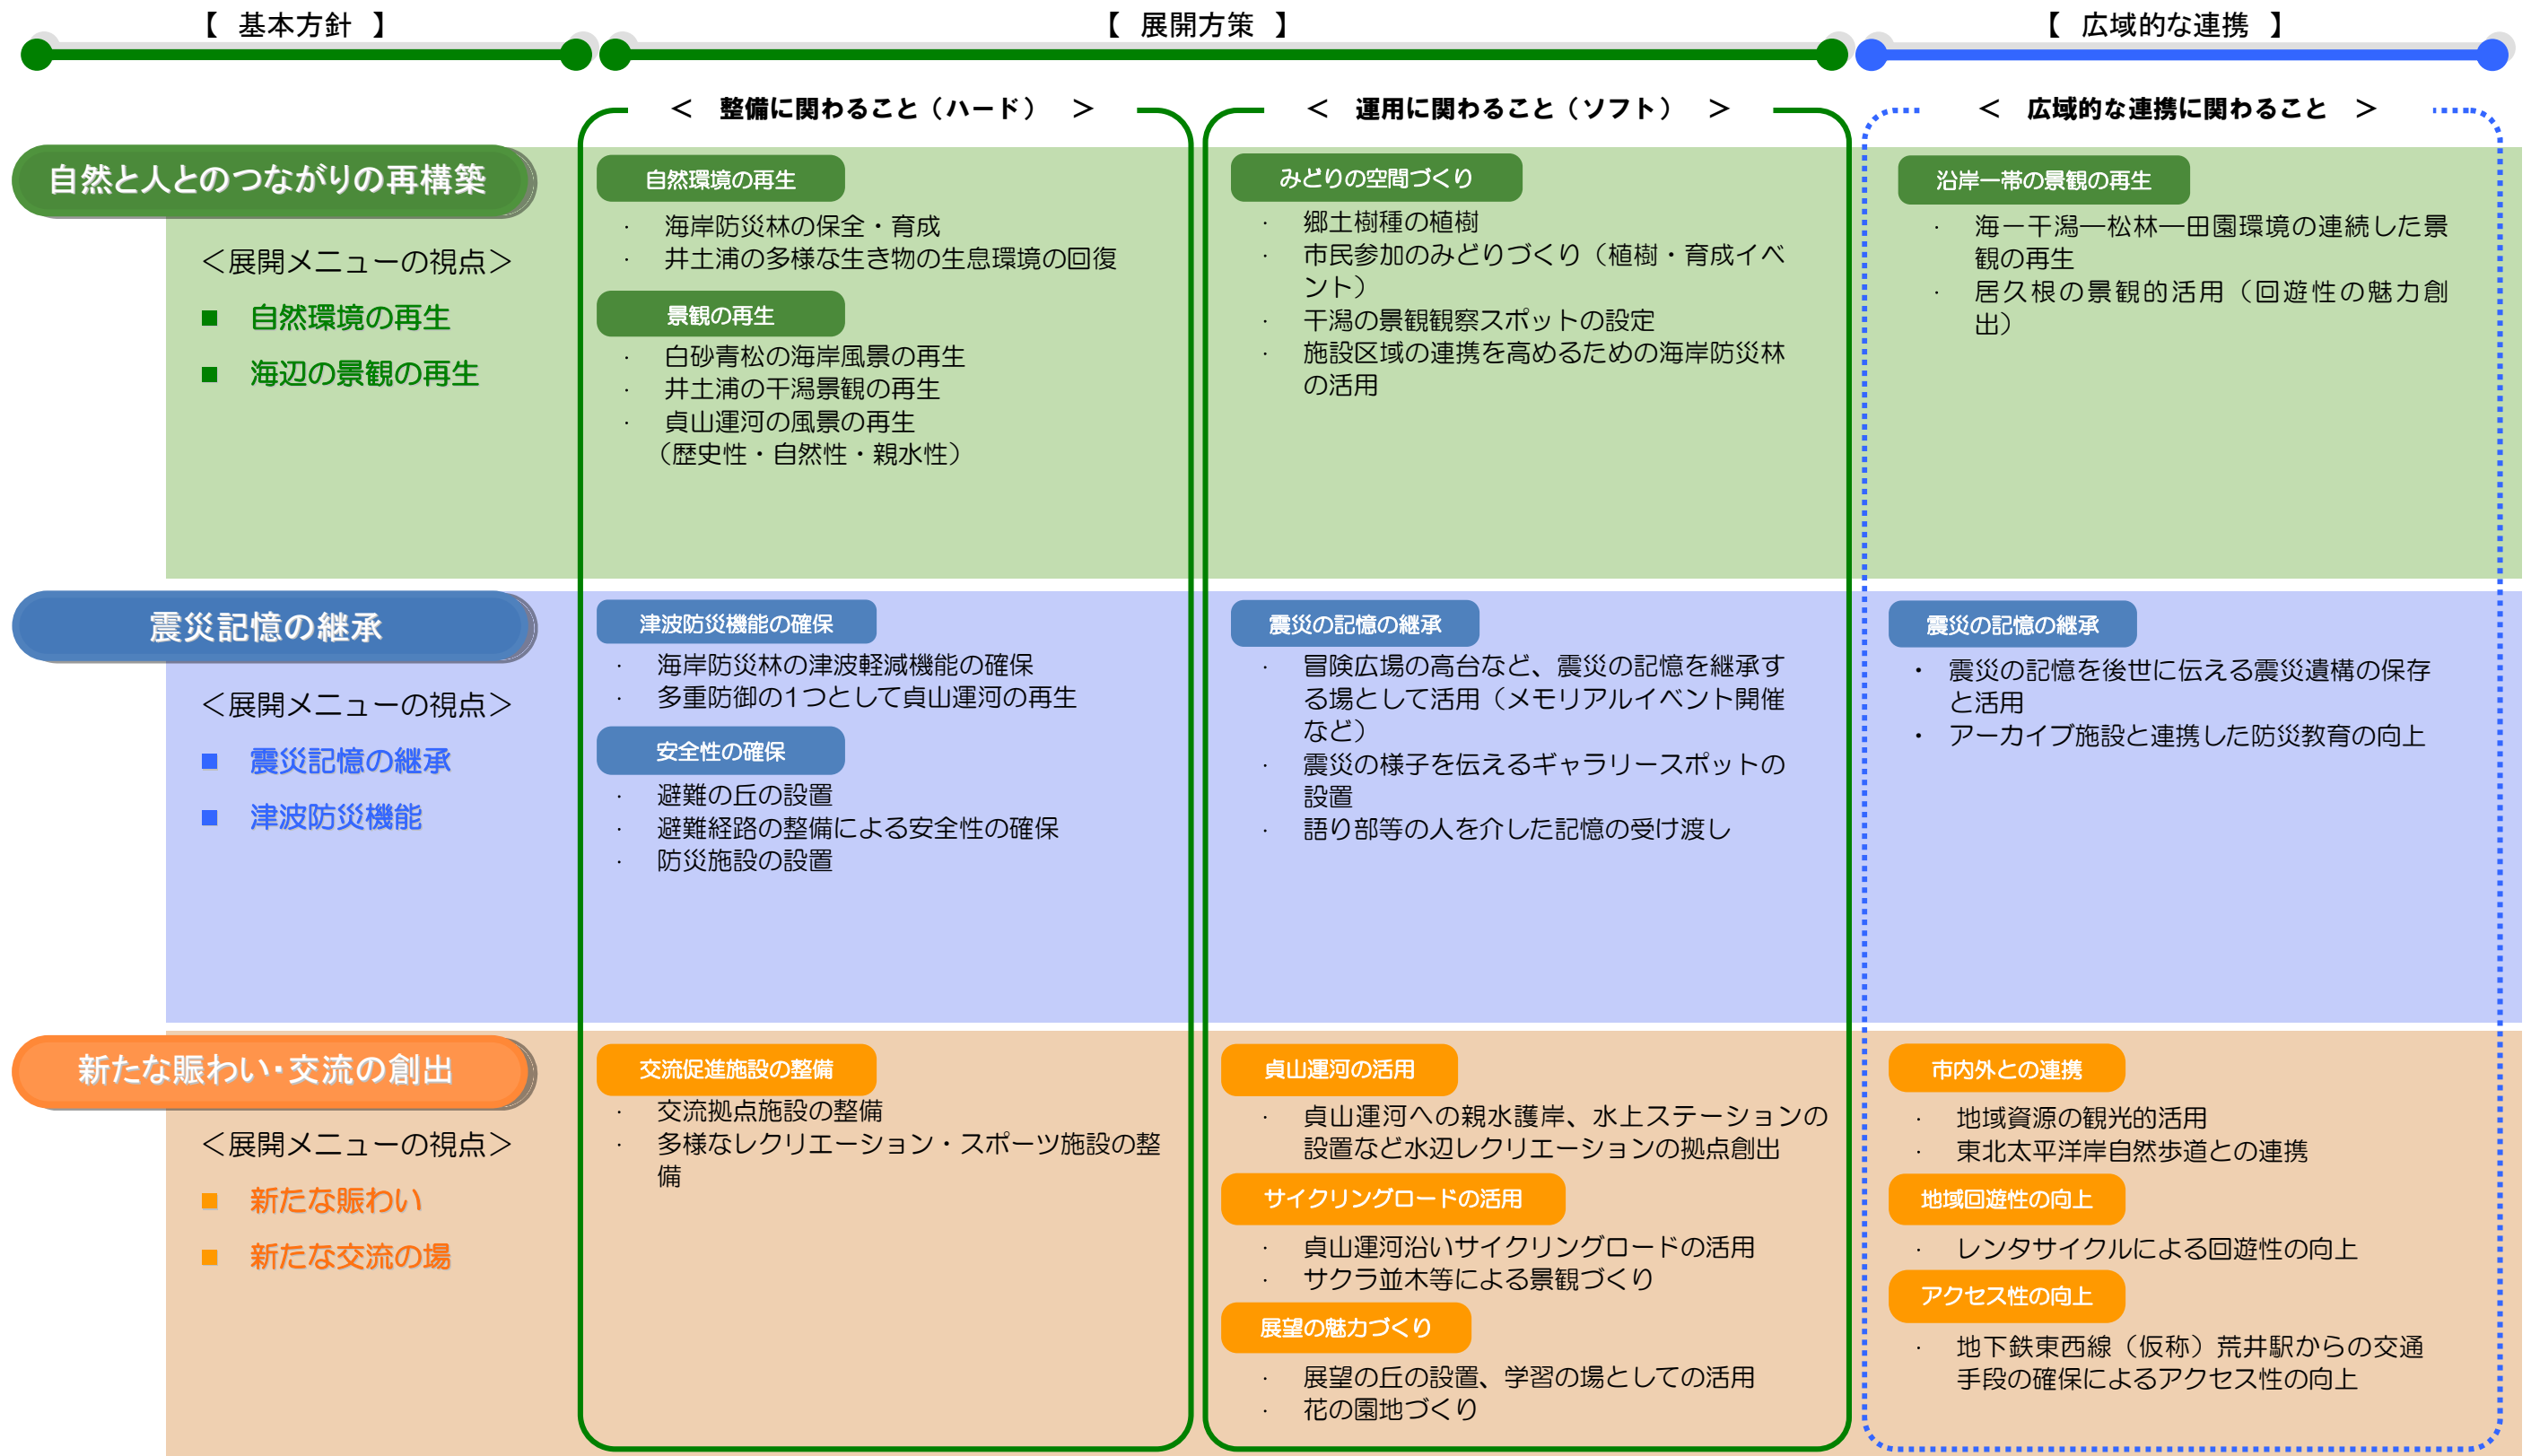 【 基本方針 】
【 展開方策 】
【 広域的な連携 】
＜ 整備に関わること（ハード） ＞
＜ 運用に関わること（ソフト） ＞
＜ 広域的な連携に関わること ＞
自然と人とのつながりの再構築
＜展開メニューの視点＞
■ 自然環境の再生
■ 海辺の景観の再生
自然環境の再生
・ 海岸防災林の保全・育成
・ 井土浦の多様な生き物の生息環境の回復
景観の再生
・ 白砂青松の海岸風景の再生
・ 井土浦の干潟景観の再生
・ 貞山運河の風景の再生
（歴史性・自然性・親水性）
みどりの空間づくり
・ 郷土樹種の植樹
・ 市民参加のみどりづくり（植樹・育成イベ
ント）
・ 干潟の景観観察スポットの設定
・ 施設区域の連携を高めるための海岸防災林
の活用
沿岸一帯の景観の再生
・ 海－干潟―松林―田園環境の連続した景
観の再生
・ 居久根の景観的活用（回遊性の魅力創
出）
震災記憶の継承
＜展開メニューの視点＞
■ 震災記憶の継承
■ 津波防災機能
津波防災機能の確保
・ 海岸防災林の津波軽減機能の確保
・ 多重防御の1つとして貞山運河の再生
安全性の確保
・ 避難の丘の設置
・ 避難経路の整備による安全性の確保
・ 防災施設の設置
震災の記憶の継承
・ 冒険広場の高台など、震災の記憶を継承す
る場として活用（メモリアルイベント開催
など）
・ 震災の様子を伝えるギャラリースポットの
設置
・ 語り部等の人を介した記憶の受け渡し
震災の記憶の継承
・ 震災の記憶を後世に伝える震災遺構の保存
と活用
・ アーカイブ施設と連携した防災教育の向上
新たな賑わい・交流の創出
＜展開メニューの視点＞
■ 新たな賑わい
■ 新たな交流の場
交流促進施設の整備
・ 交流拠点施設の整備
・ 多様なレクリエーション・スポーツ施設の整
備
貞山運河の活用
・ 貞山運河への親水護岸、水上ステーションの
設置など水辺レクリエーションの拠点創出
サイクリングロードの活用
・ 貞山運河沿いサイクリングロードの活用
・ サクラ並木等による景観づくり
展望の魅力づくり
・ 展望の丘の設置、学習の場としての活用
・ 花の園地づくり
市内外との連携
・ 地域資源の観光的活用
・ 東北太平洋岸自然歩道との連携
地域回遊性の向上
・ レンタサイクルによる回遊性の向上
アクセス性の向上
・ 地下鉄東西線（仮称）荒井駅からの交通
手段の確保によるアクセス性の向上